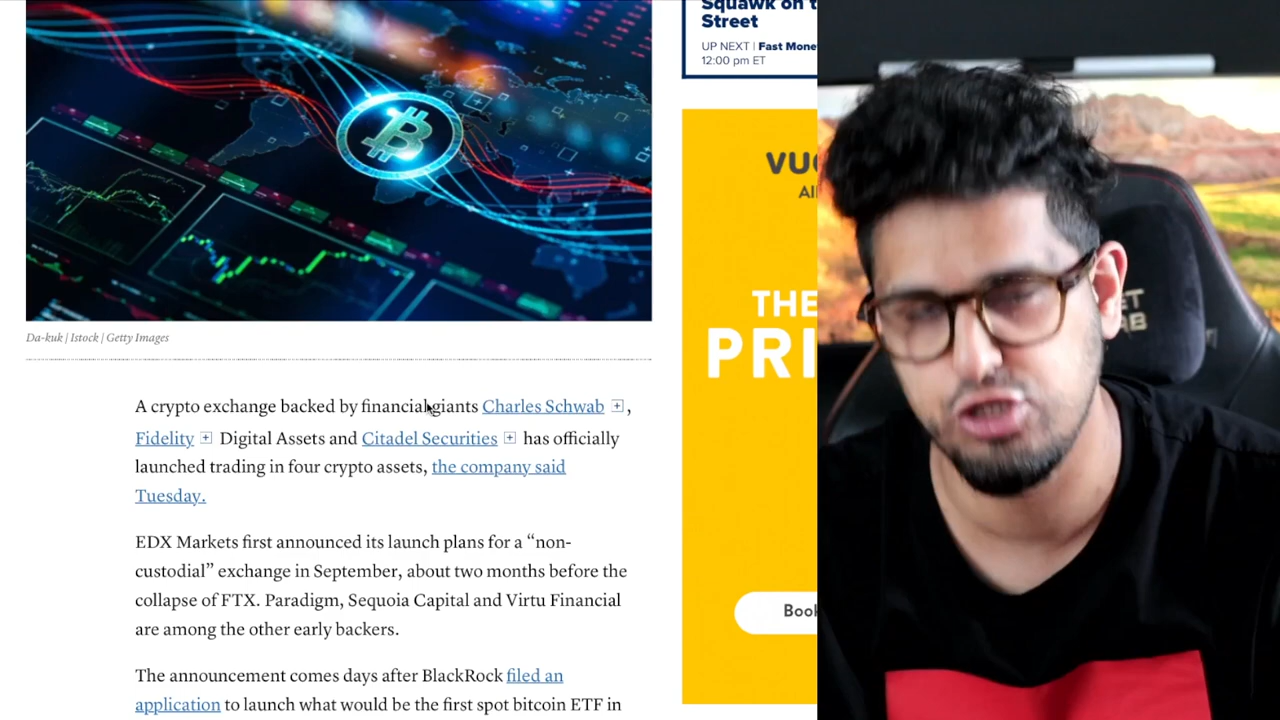 Squawk on t
Street
UP NEXT | Fast Mone
12:00 pm ET
VU
AI
THE
PRI
Book
Da-kuk | Istock | Getty Images
A crypto exchange backed by financial giants Charles Schwab ,
Fidelity Digital Assets and Citadel Securities has officially
launched trading in four crypto assets, the company said
Tuesday.
EDX Markets first announced its launch plans for a “non-
custodial” exchange in September, about two months before the
collapse of FTX. Paradigm, Sequoia Capital and Virtu Financial
are among the other early backers.
The announcement comes days after BlackRock filed an
application to launch what would be the first spot bitcoin ETF in